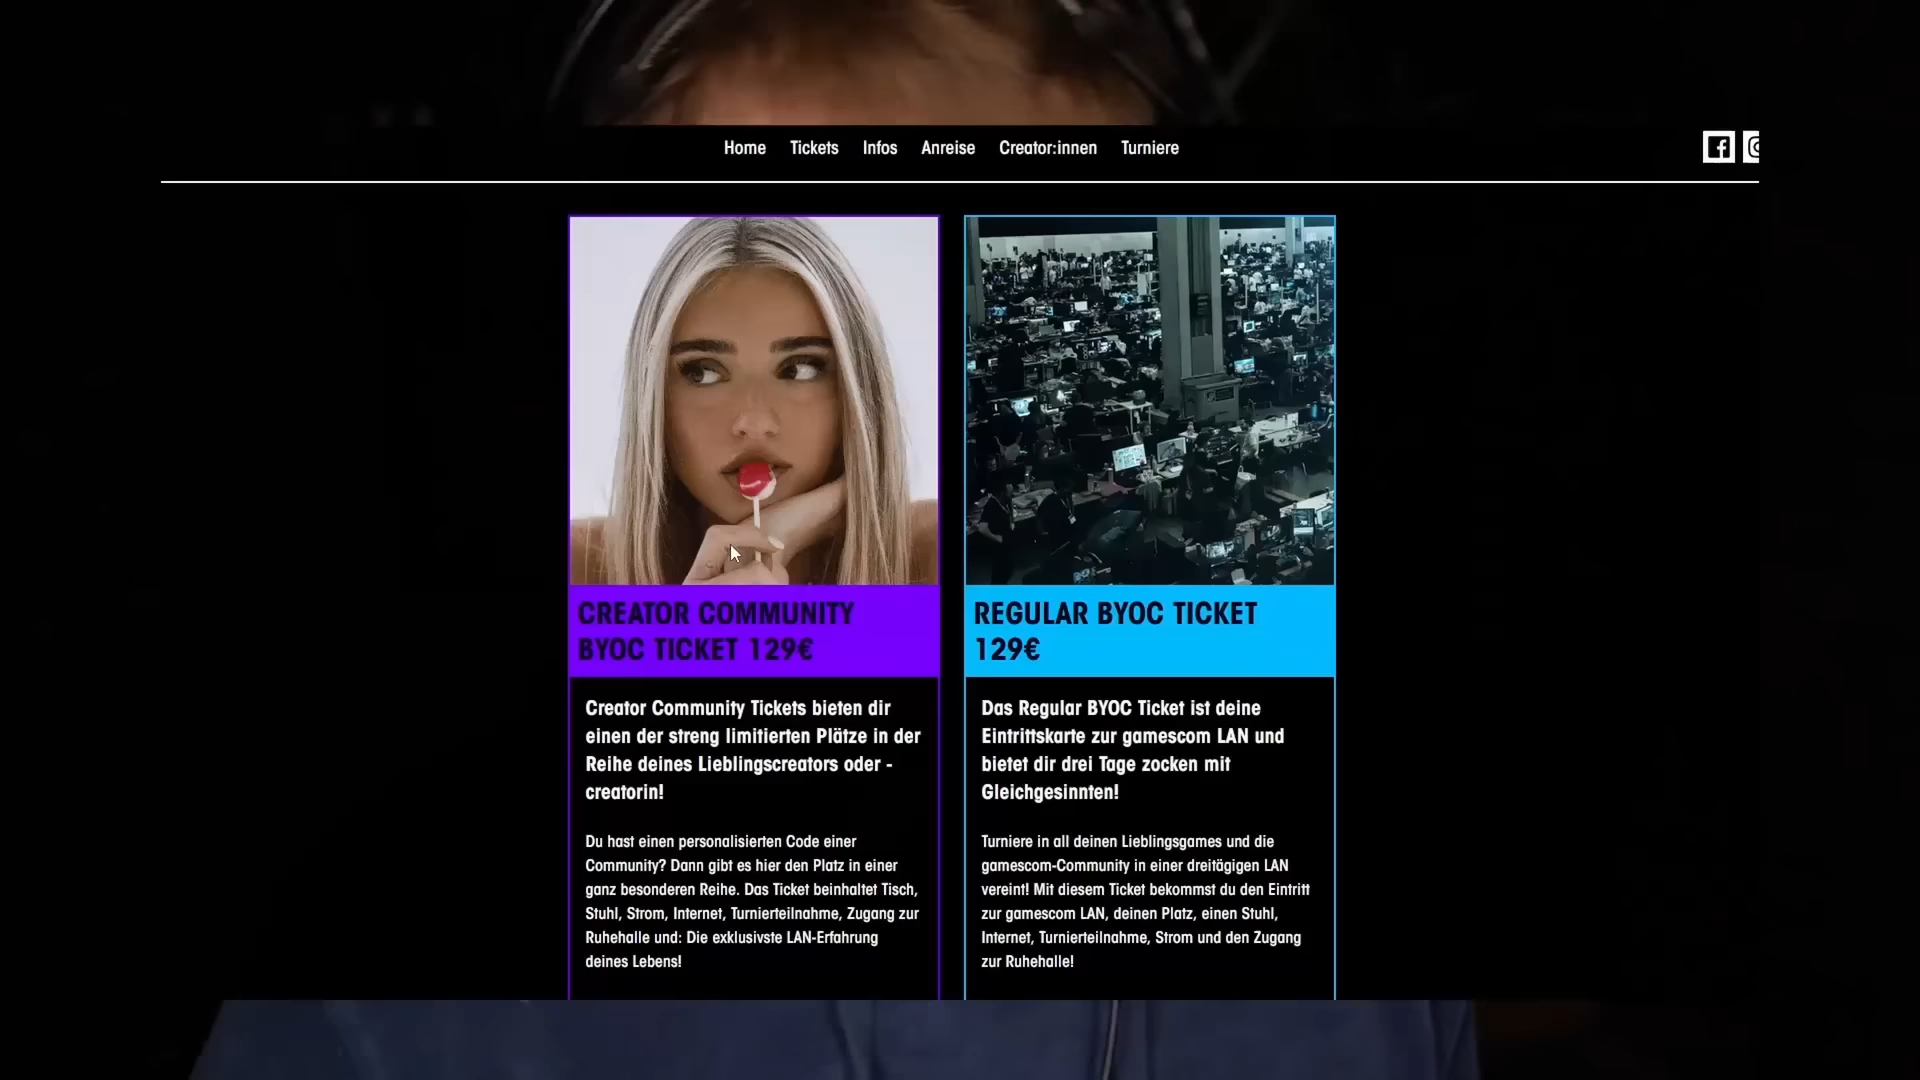 Home Tickets Infos Anreise Creator:innen Turniere
CREATOR COMMUNITY
BYOC TICKET 129€
Creator Community Tickets bieten dir
einen der streng limitierten Plätze in der
Reihe deines Lieblingscreators oder -
creatorin!
Du hast einen personalisierten Code einer
Community? Dann gibt es hier den Platz in einer
ganz besonderen Reihe. Das Ticket beinhaltet Tisch,
Stuhl, Strom, Internet, Turnierteilnahme, Zugang zur
Ruhehalle und: Die exklusivste LAN-Erfahrung
deines Lebens!
REGULAR BYOC TICKET
129€
Das Regular BYOC Ticket ist deine
Eintrittskarte zur gamescom LAN und
bietet dir drei Tage zocken mit
Gleichgesinnten!
Turniere in all deinen Lieblingsgames und die
gamescom-Community in einer dreitägigen LAN
vereint! Mit diesem Ticket bekommst du den Eintritt
zur gamescom LAN, deinen Platz, einen Stuhl,
Internet, Turnierteilnahme, Strom und den Zugang
zur Ruhehalle!